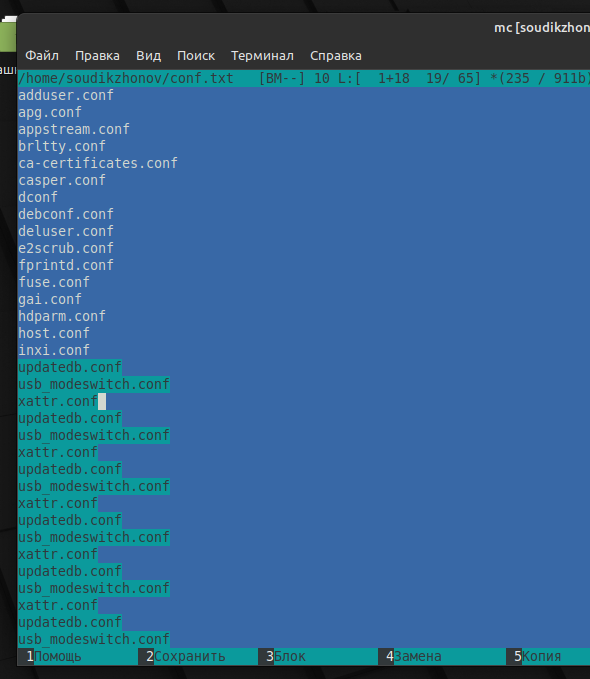 mc [soudikzhonov
Файл Правка Вид Поиск Терминал Справка
/home/soudikzhonov/conf.txt [BM--] 10 L:[ 1+18 19/ 65] *(235 / 911b)
adduser.conf
apg.conf
appstream.conf
brltty.conf
ca-certificates.conf
casper.conf
dconf
debconf.conf
deluser.conf
e2scrub.conf
fprintd.conf
fuse.conf
gai.conf
hdparm.conf
host.conf
inxi.conf
updatedb.conf
usb_modeswitch.conf
xattr.conf
updatedb.conf
usb_modeswitch.conf
xattr.conf
updatedb.conf
usb_modeswitch.conf
xattr.conf
updatedb.conf
usb_modeswitch.conf
xattr.conf
updatedb.conf
usb_modeswitch.conf
xattr.conf
updatedb.conf
usb_modeswitch.conf
1Помощь 2Сохранить 3Блок 4Замена 5Копия